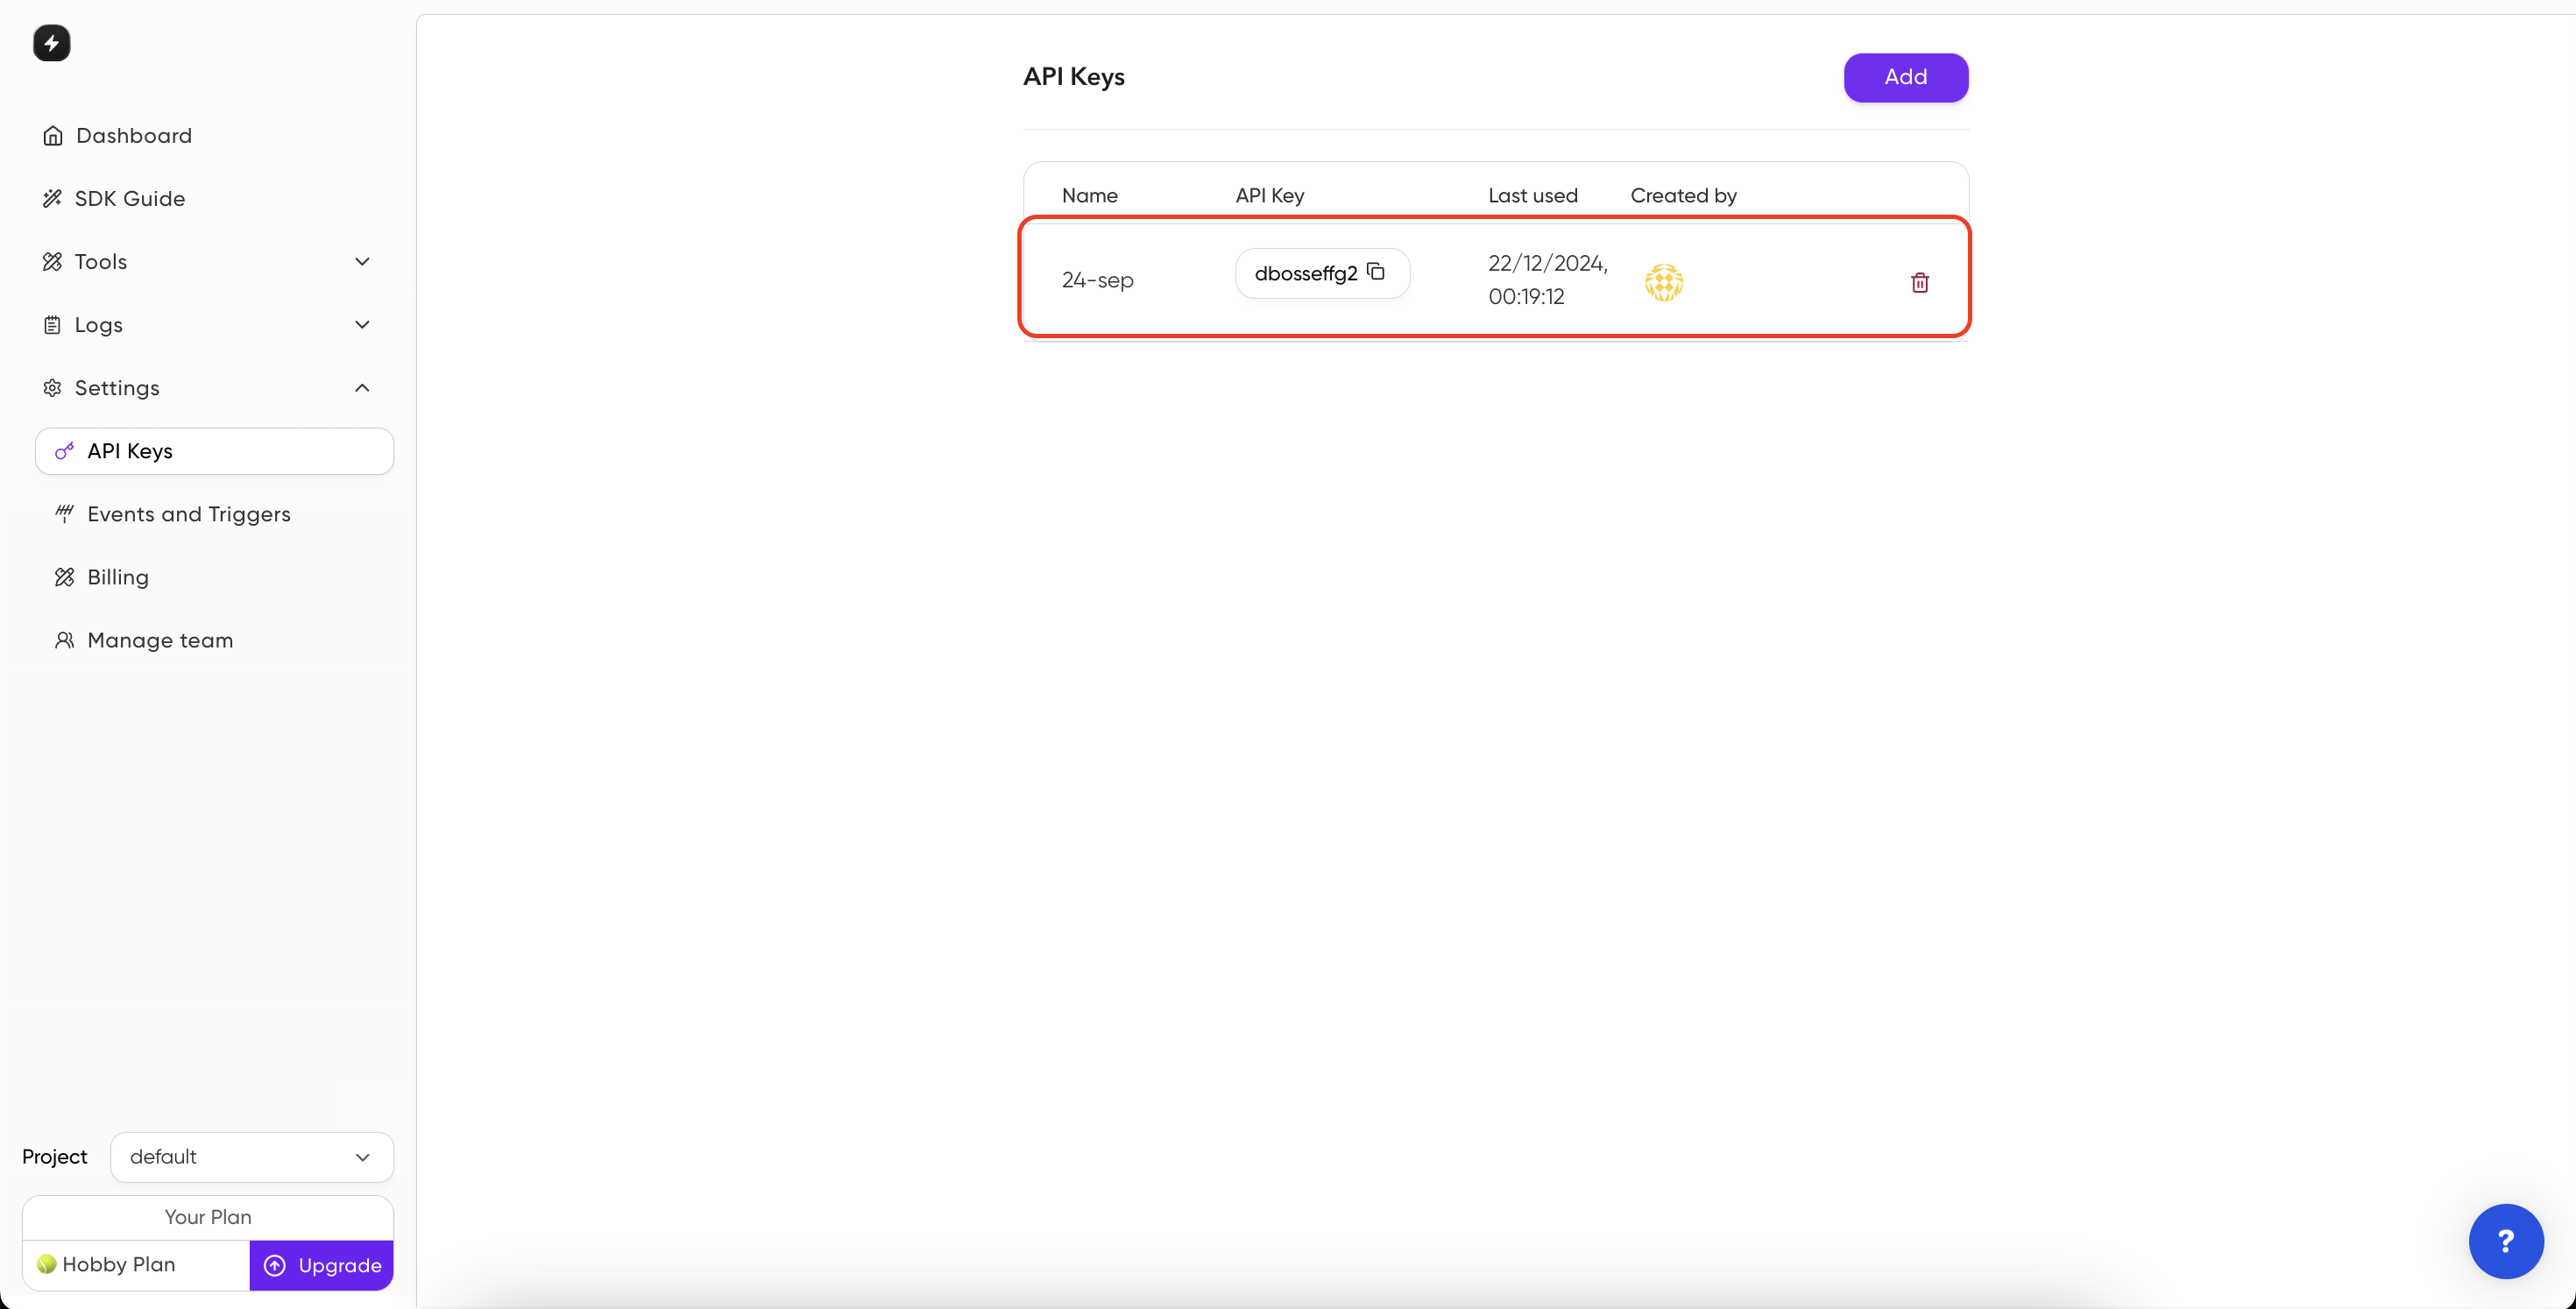 Dashboard
SDK Guide
Tools
Logs
Settings
API Keys
Events and Triggers
Billing
Manage team
Project default
Your Plan
Hobby Plan Upgrade
API Keys Add
Name API Key Last used Created by
24-sep dbosseffg2 22/12/2024,
00:19:12
?